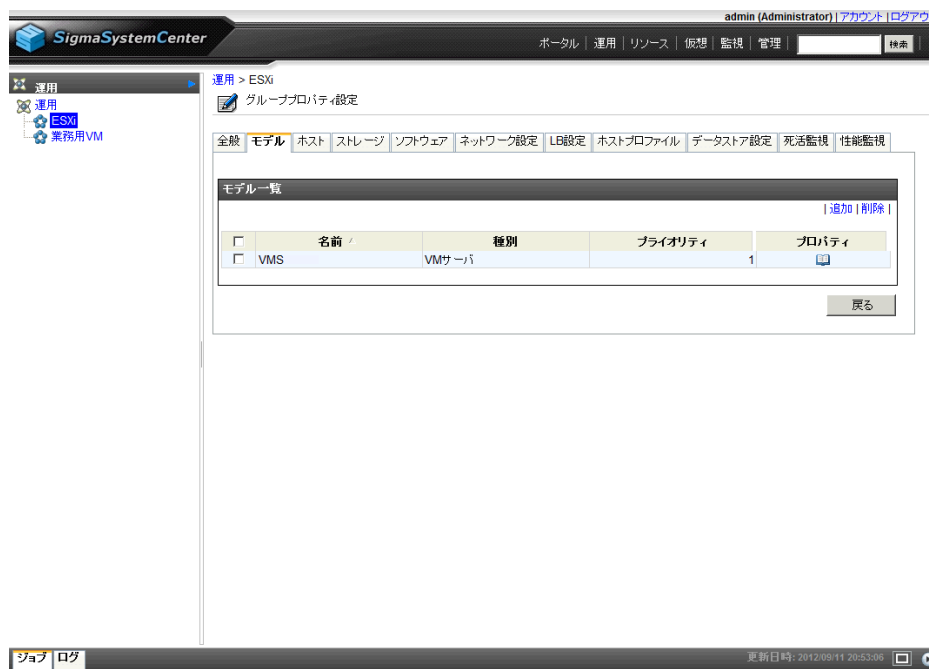 admin (Administrator) | アカウント | ログアウ
SigmaSystemCenter
ポータル | 運用 | リソース | 仮想 | 監視 | 管理 | 検索 |
運用
運用
ESXi
業務用VM
運用 > ESXi
グループプロパティ設定
全般 モデル ホスト ストレージ ソフトウェア ネットワーク設定 LB設定 ホストプロファイル データストア設定 死活監視 性能監視
モデル一覧
| 追加 | 削除 |
名前 種別 プライオリティ プロパティ
VMS VMサーバ 1
戻る
ジョブ ログ
更新日時: 2012/09/11 20:53:06